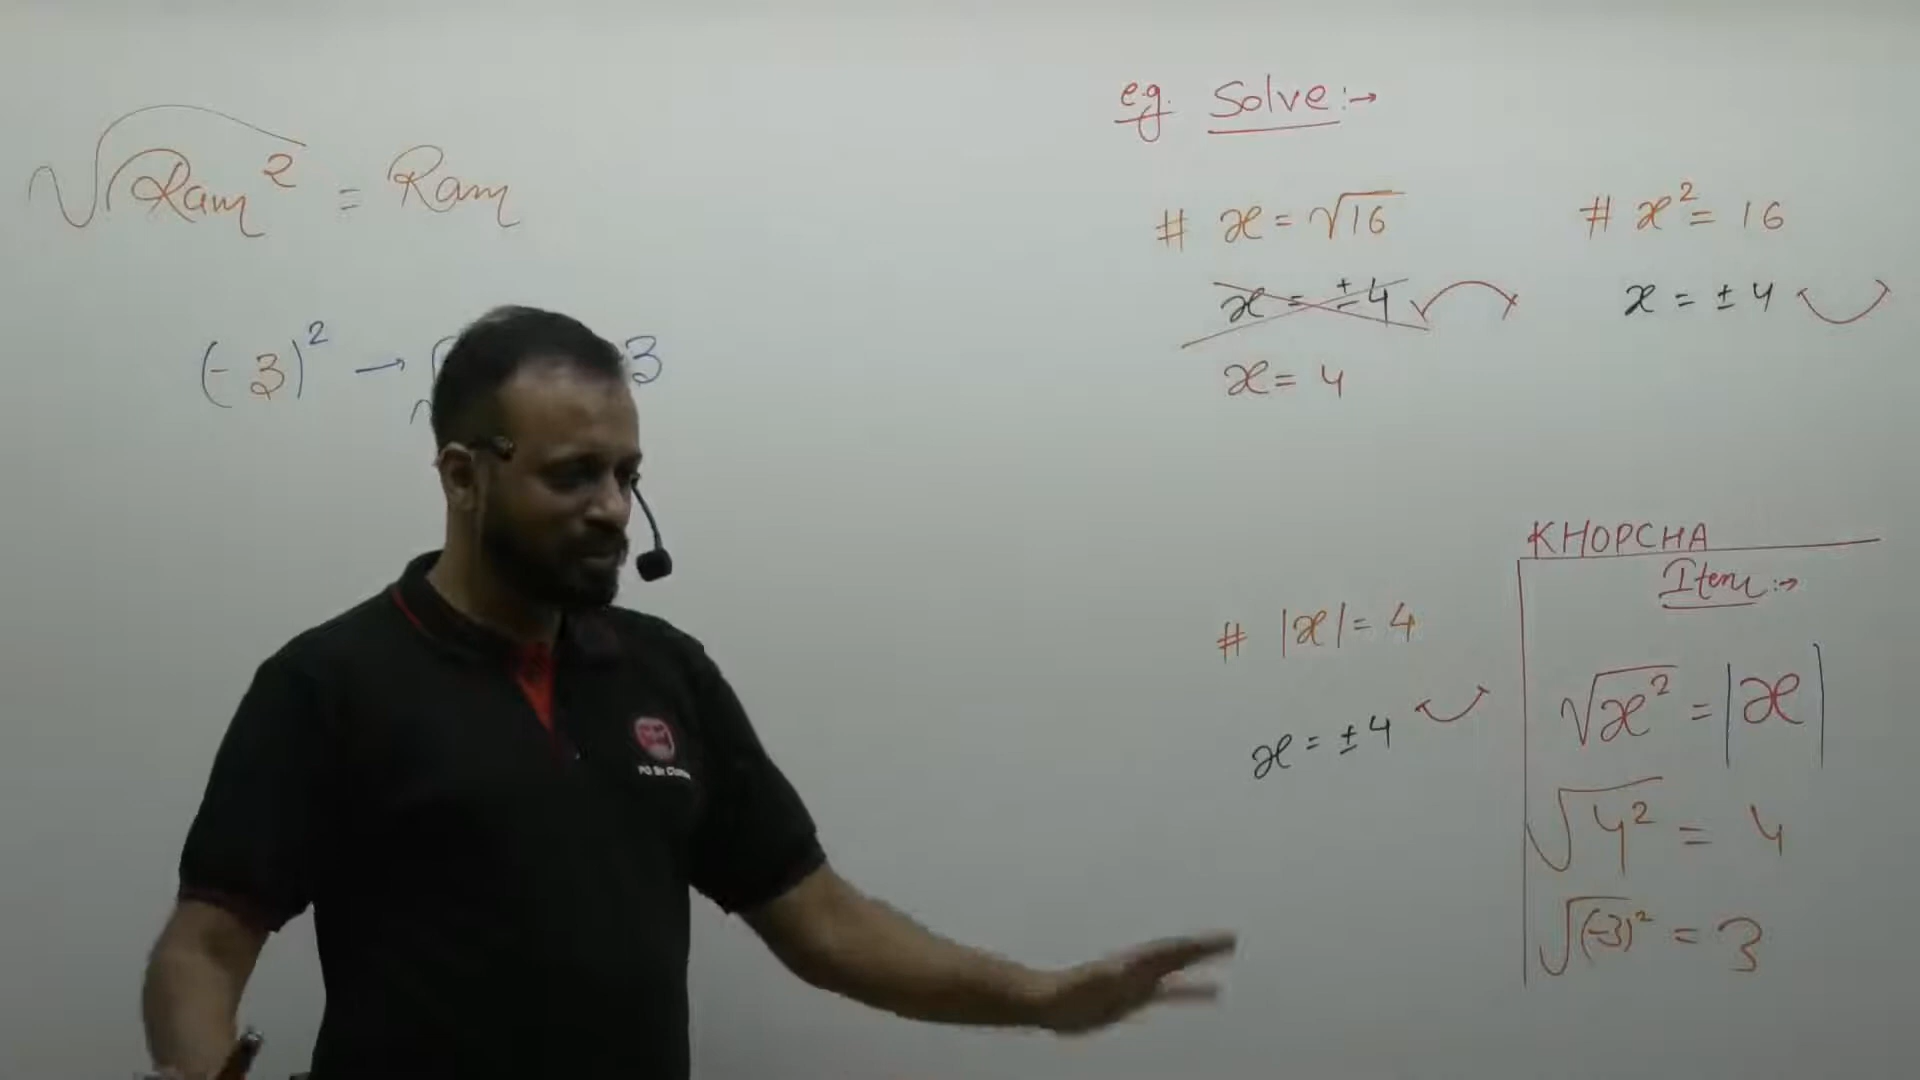 √Ram² = Ram
(-3)² → 3
e.g. Solve :→
# x = √16
x = ±4
x = 4
# x² = 16
x = ±4
# |x| = 4
x = ±4
KHOPCHA
Item :→
√x² = |x|
√4² = 4
√(-3)² = 3